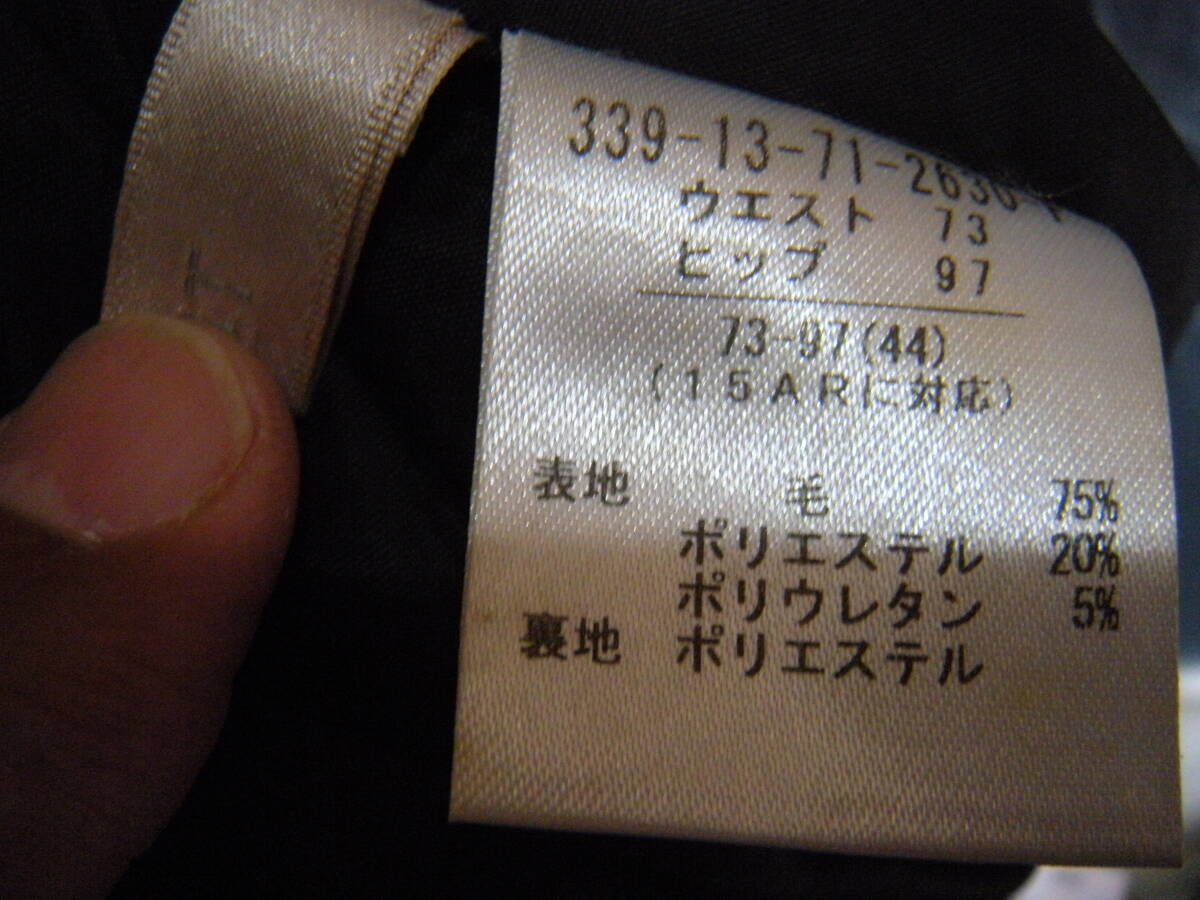 339-13-71-2636
ウエスト 73
ヒップ 97
73-97(44)
(15ARに対応)
表地 毛 75%
ポリエステル 20%
ポリウレタン 5%
裏地 ポリエステル